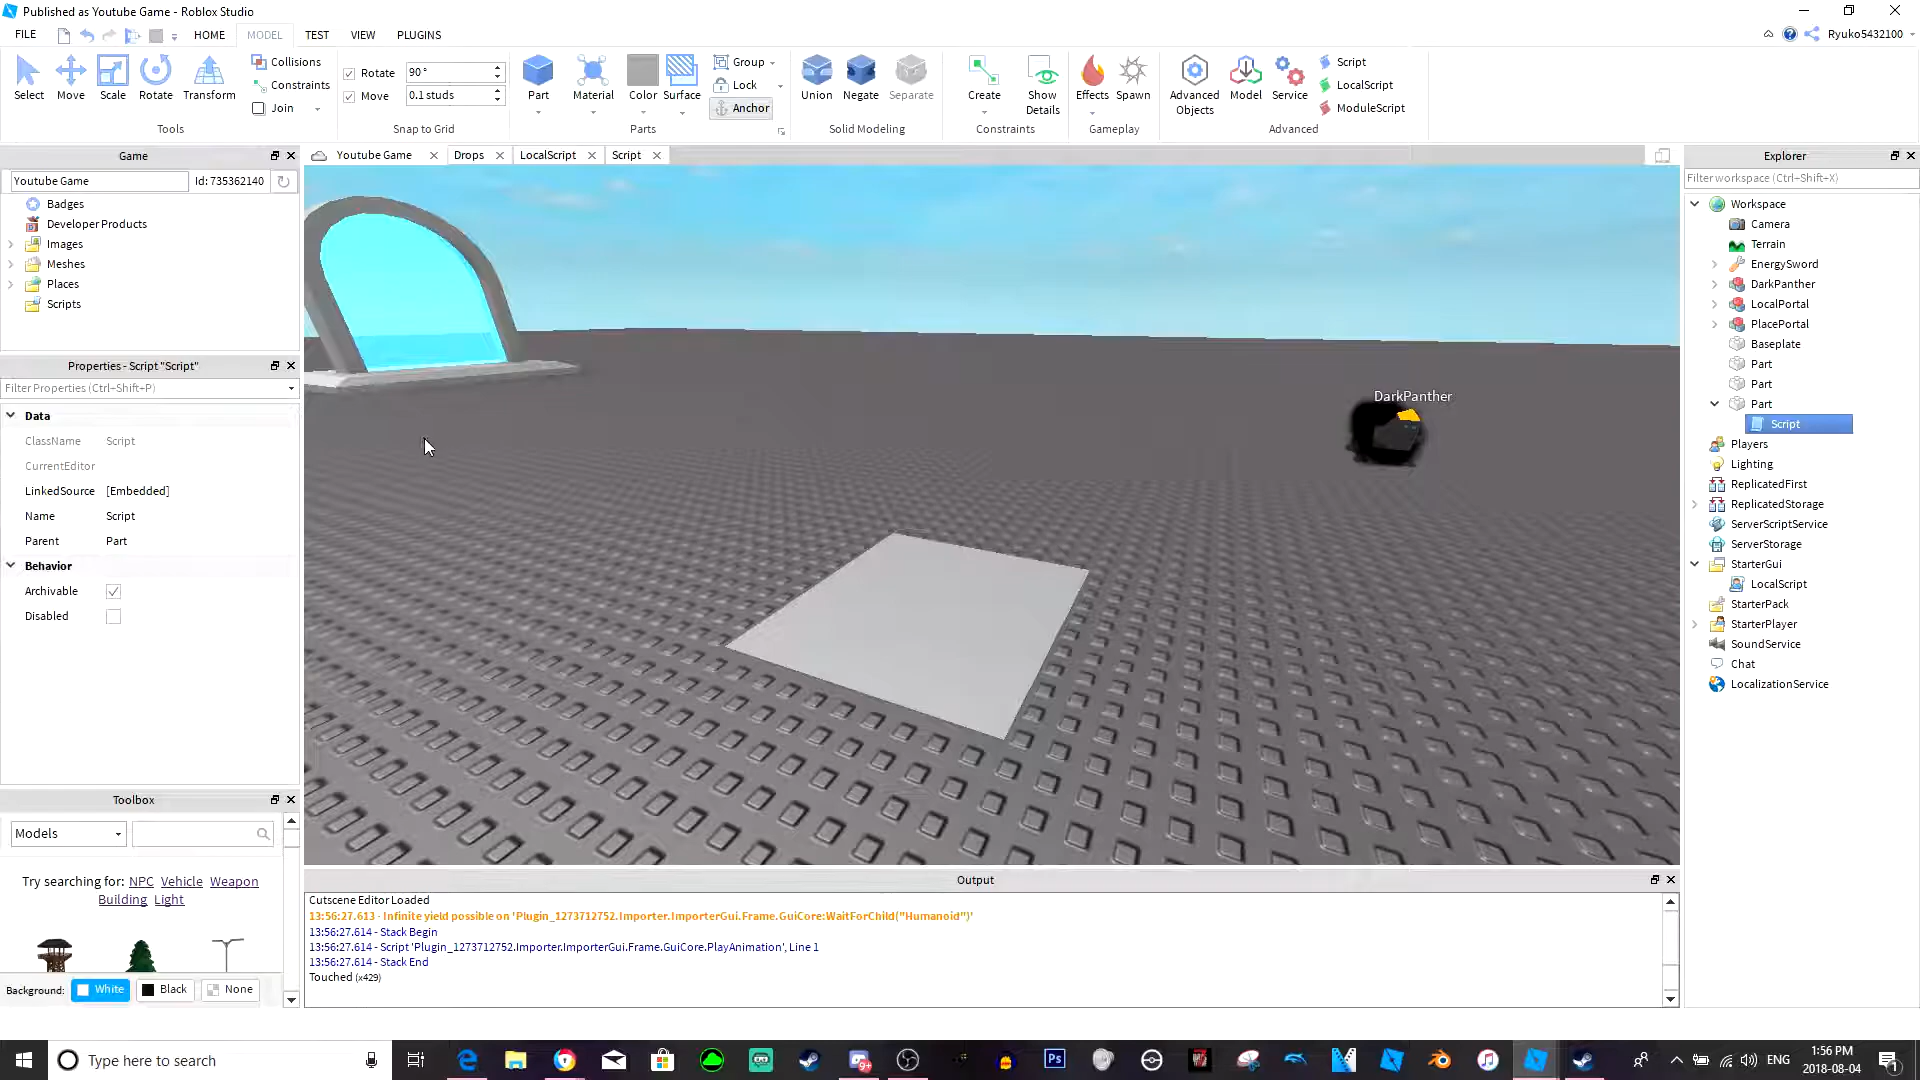 Published as Youtube Game - Roblox Studio
FILE HOME MODEL TEST VIEW PLUGINS
Ryuko5432100
Select Move Scale Rotate Transform
Collisions
Constraints
Join
Tools
Rotate 90°
Move 0.1 studs
Snap to Grid
Part Material Color Surface
Group
Lock
Anchor
Parts
Union Negate Separate
Solid Modeling
Create Show Details
Constraints
Effects Spawn
Gameplay
Advanced Objects Model Service
Script
LocalScript
ModuleScript
Advanced
Game
Youtube Game Id: 735362140
Badges
Developer Products
Images
Meshes
Places
Scripts
Properties - Script "Script"
Filter Properties (Ctrl+Shift+P)
Data
ClassName Script
CurrentEditor
LinkedSource [Embedded]
Name Script
Parent Part
Behavior
Archivable
Disabled
Toolbox
Models
Try searching for: NPC Vehicle Weapon
Building Light
Background: White Black None
Youtube Game Drops LocalScript Script
DarkPanther
Output
Cutscene Editor Loaded
13:56:27.613 - Infinite yield possible on 'Plugin_1273712752.Importer.ImporterGui.Frame.GuiCore:WaitForChild("Humanoid")'
13:56:27.614 - Stack Begin
13:56:27.614 - Script 'Plugin_1273712752.Importer.ImporterGui.Frame.GuiCore.PlayAnimation', Line 1
13:56:27.614 - Stack End
Touched (x429)
Explorer
Filter workspace (Ctrl+Shift+X)
Workspace
Camera
Terrain
EnergySword
DarkPanther
LocalPortal
PlacePortal
Baseplate
Part
Part
Part
Script
Players
Lighting
ReplicatedFirst
ReplicatedStorage
ServerScriptService
ServerStorage
StarterGui
LocalScript
StarterPack
StarterPlayer
SoundService
Chat
LocalizationService
Type here to search
Ps
ENG
1:56 PM
2018-08-04